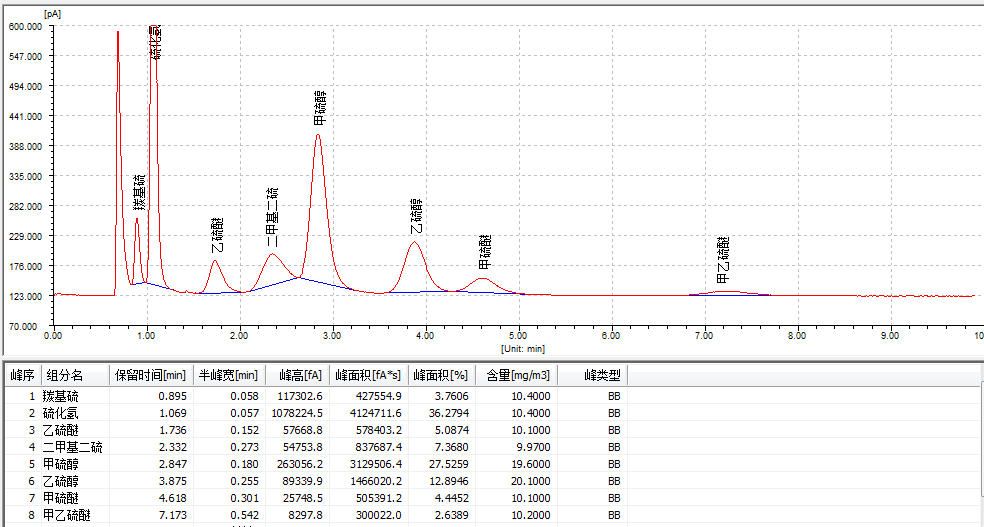 [pA]
600.000
547.000
494.000
441.000
388.000
335.000
282.000
229.000
176.000
123.000
70.000
羰基硫
硫化氢
乙硫醚
二甲基二硫
甲硫醇
乙硫醇
甲硫醚
甲乙硫醚
0.00 1.00 2.00 3.00 4.00 5.00 6.00 7.00 8.00 9.00 10
[Unit: min]
峰序 组分名 保留时间[min] 半峰宽[min] 峰高[fA] 峰面积[fA*s] 峰面积[%] 含量[mg/m3] 峰类型
1 羰基硫 0.895 0.058 117302.6 427554.9 3.7606 10.4000 BB
2 硫化氢 1.069 0.057 1078224.5 4124711.6 36.2794 10.4000 BB
3 乙硫醚 1.736 0.152 57668.8 578403.2 5.0874 10.1000 BB
4 二甲基二硫 2.332 0.273 54753.8 837687.4 7.3680 9.9700 BB
5 甲硫醇 2.847 0.180 263056.2 3129506.4 27.5259 19.6000 BB
6 乙硫醇 3.875 0.255 89339.9 1466020.2 12.8946 20.1000 BB
7 甲硫醚 4.618 0.301 25748.5 505391.2 4.4452 10.1000 BB
8 甲乙硫醚 7.173 0.542 8297.8 300022.0 2.6389 10.2000 BB